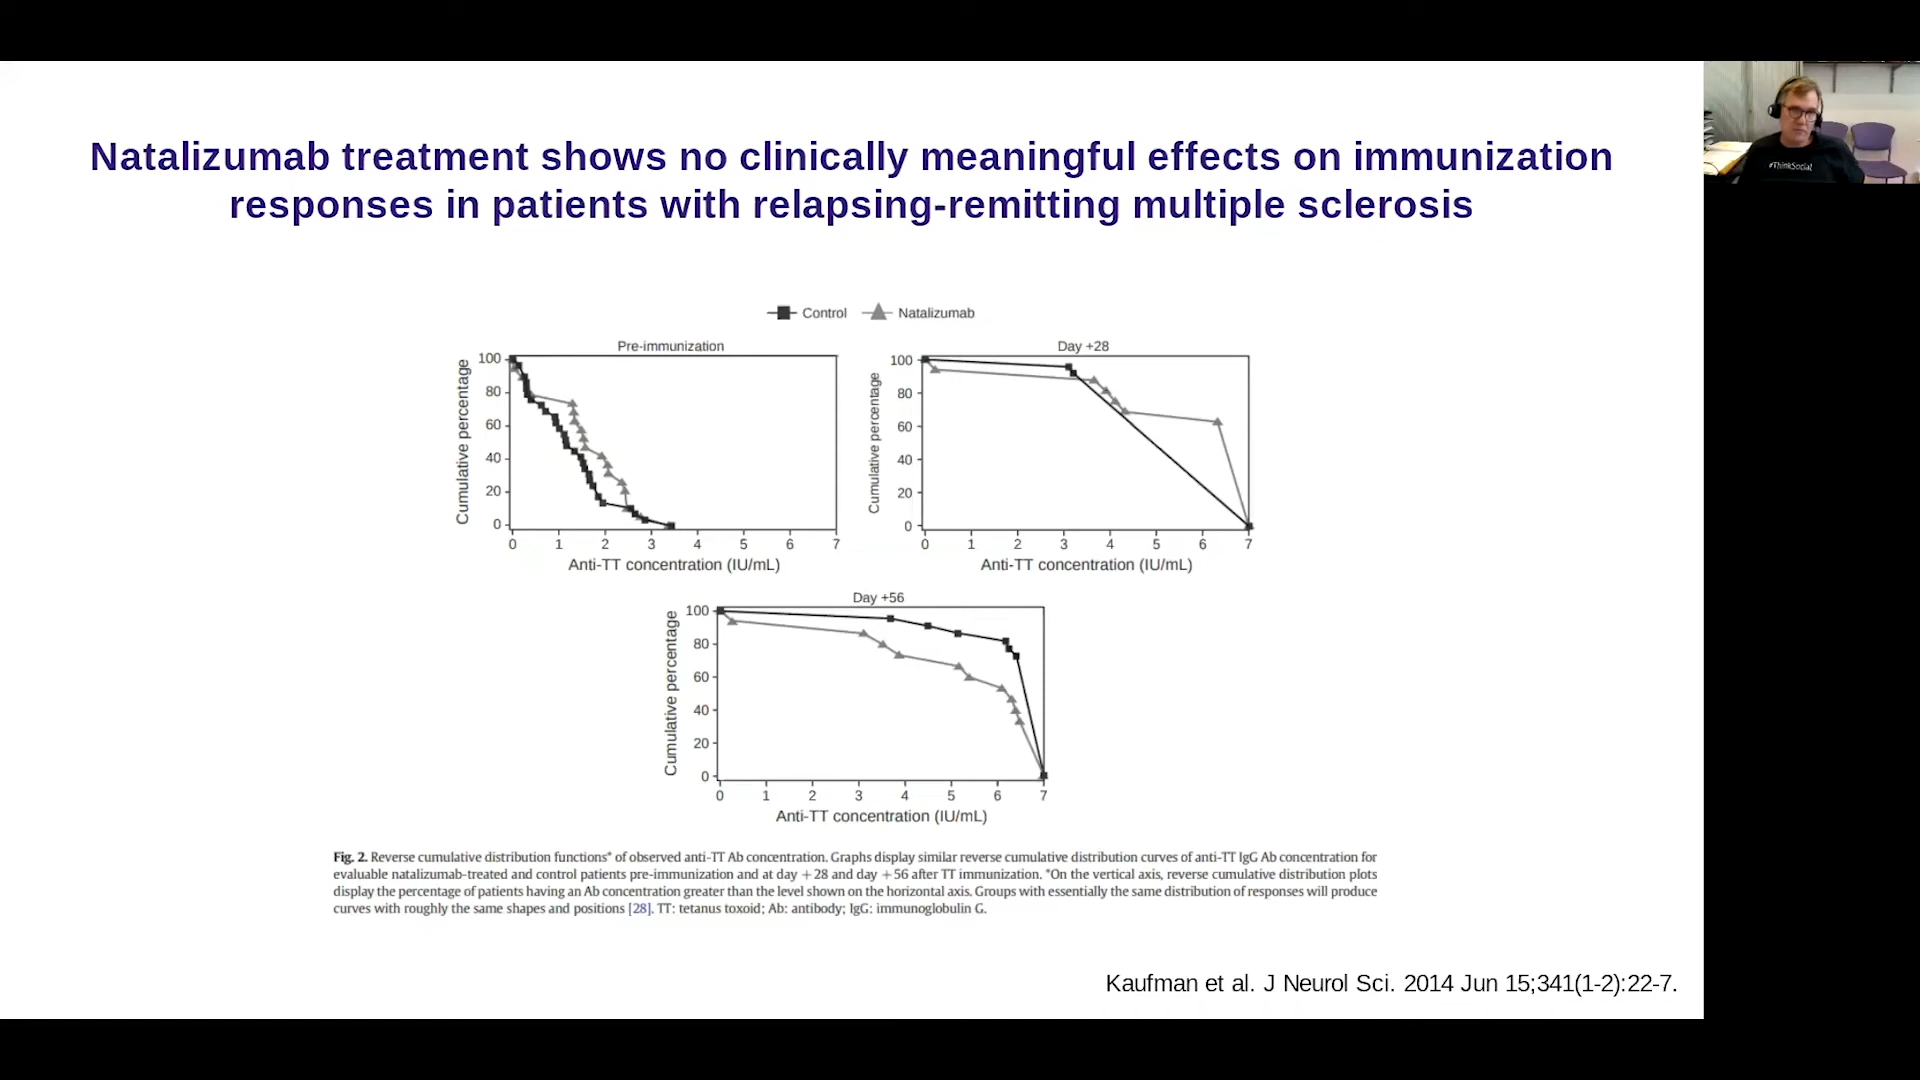 Natalizumab treatment shows no clinically meaningful effects on immunization
responses in patients with relapsing-remitting multiple sclerosis
#ThinkSocial
Control Natalizumab
Pre-immunization
Cumulative percentage
100
80
60
40
20
0
0 1 2 3 4 5 6 7
Anti-TT concentration (IU/mL)
Day +28
Cumulative percentage
100
80
60
40
20
0
0 1 2 3 4 5 6 7
Anti-TT concentration (IU/mL)
Day +56
Cumulative percentage
100
80
60
40
20
0
0 1 2 3 4 5 6 7
Anti-TT concentration (IU/mL)
Fig. 2. Reverse cumulative distribution functions* of observed anti-TT Ab concentration. Graphs display similar reverse cumulative distribution curves of anti-TT IgG Ab concentration for
evaluable natalizumab-treated and control patients pre-immunization and at day +28 and day +56 after TT immunization. *On the vertical axis, reverse cumulative distribution plots
display the percentage of patients having an Ab concentration greater than the level shown on the horizontal axis. Groups with essentially the same distribution of responses will produce
curves with roughly the same shapes and positions [28]. TT: tetanus toxoid; Ab: antibody; IgG: immunoglobulin G.
Kaufman et al. J Neurol Sci. 2014 Jun 15;341(1-2):22-7.